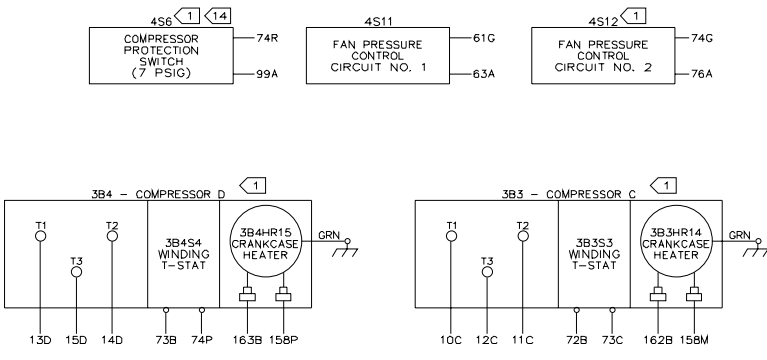 4S6 1 14
COMPRESSOR
PROTECTION
SWITCH
(7 PSIG)
74R
99A
4S11
FAN PRESSURE
CONTROL
CIRCUIT NO. 1
61G
63A
4S12 1
FAN PRESSURE
CONTROL
CIRCUIT NO. 2
74G
76A
3B4 - COMPRESSOR D 1
T1
T2
T3
3B4S4
WINDING
T-STAT
3B4HR15
CRANKCASE
HEATER
GRN
13D 15D 14D 73B 74P 163B 158P
3B3 - COMPRESSOR C 1
T1
T2
T3
3B3S3
WINDING
T-STAT
3B3HR14
CRANKCASE
HEATER
GRN
10C 12C 11C 72B 73C 162B 158M